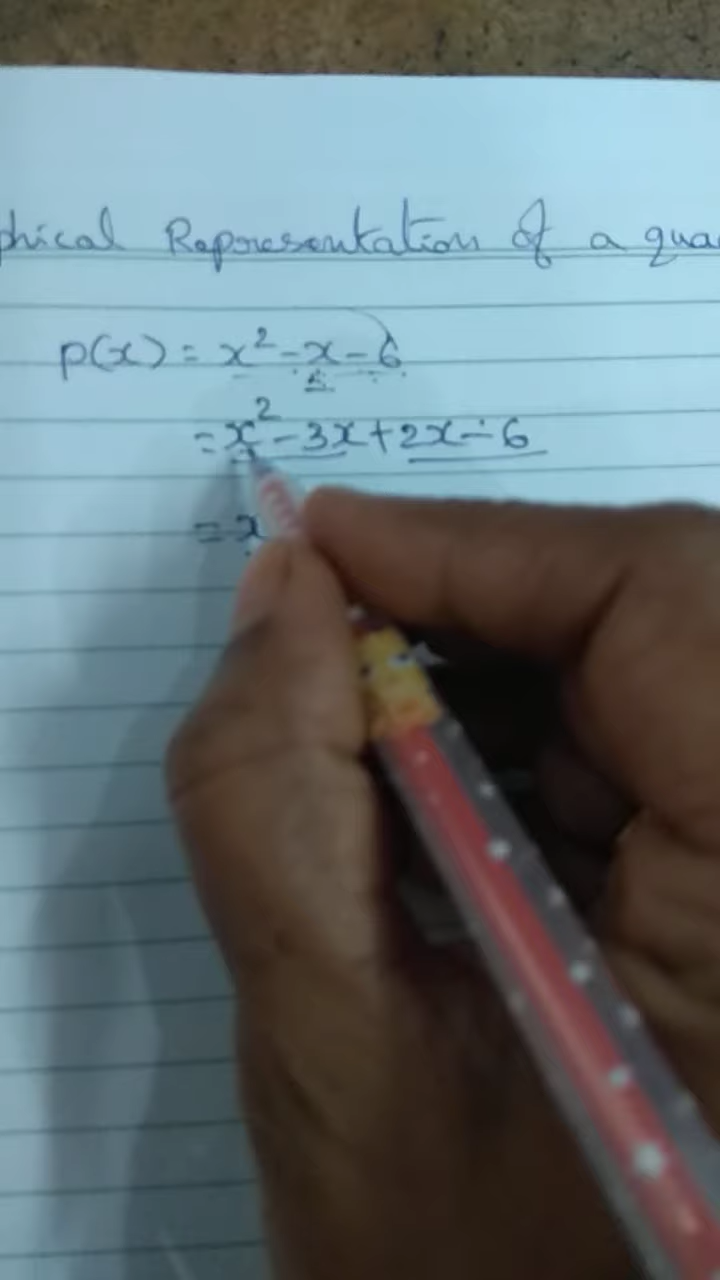 phical Representation of a qua
p(x) = x² - x - 6
= x² - 3x + 2x - 6
= x